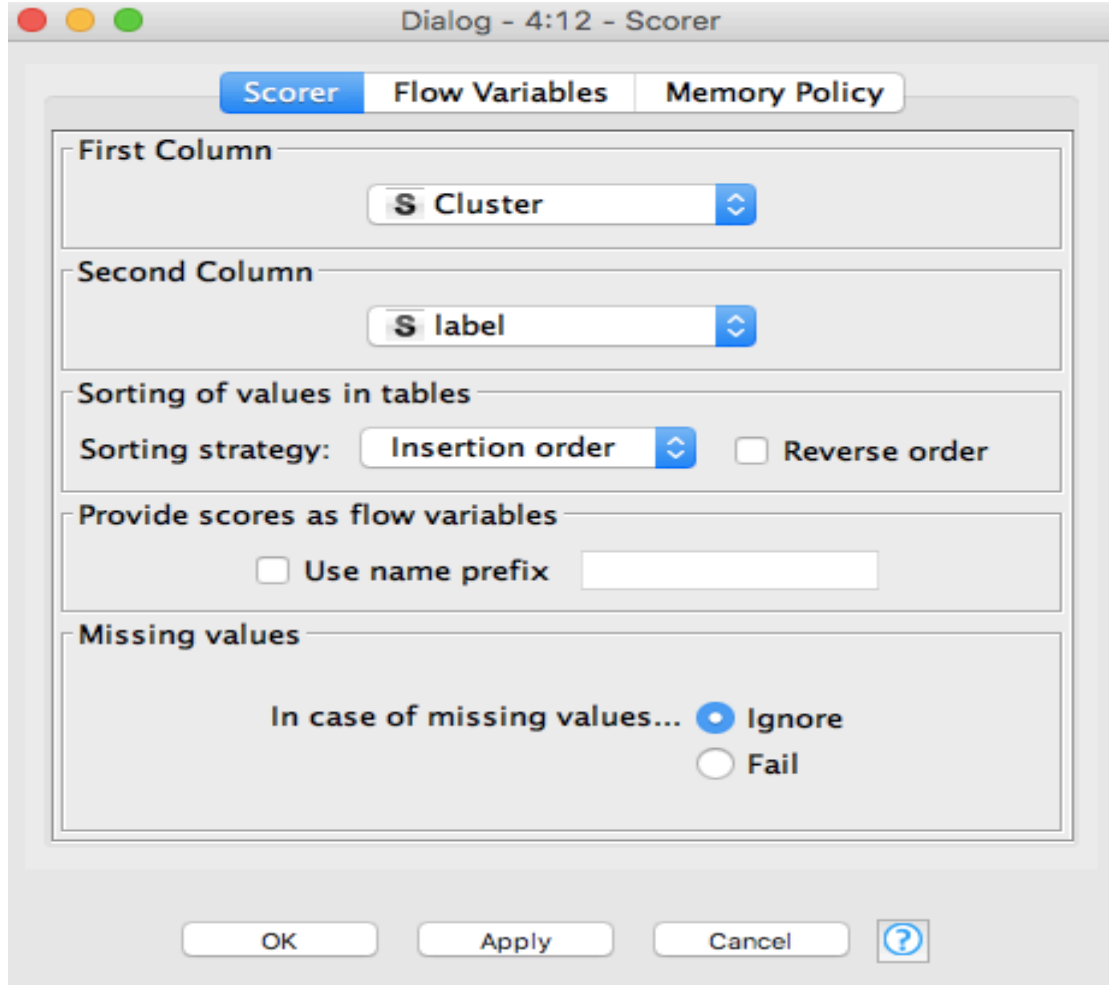 Dialog - 4:12 - Scorer
Scorer Flow Variables Memory Policy
First Column
S Cluster
Second Column
S label
Sorting of values in tables
Sorting strategy: Insertion order Reverse order
Provide scores as flow variables
Use name prefix
Missing values
In case of missing values... Ignore
Fail
OK Apply Cancel ?